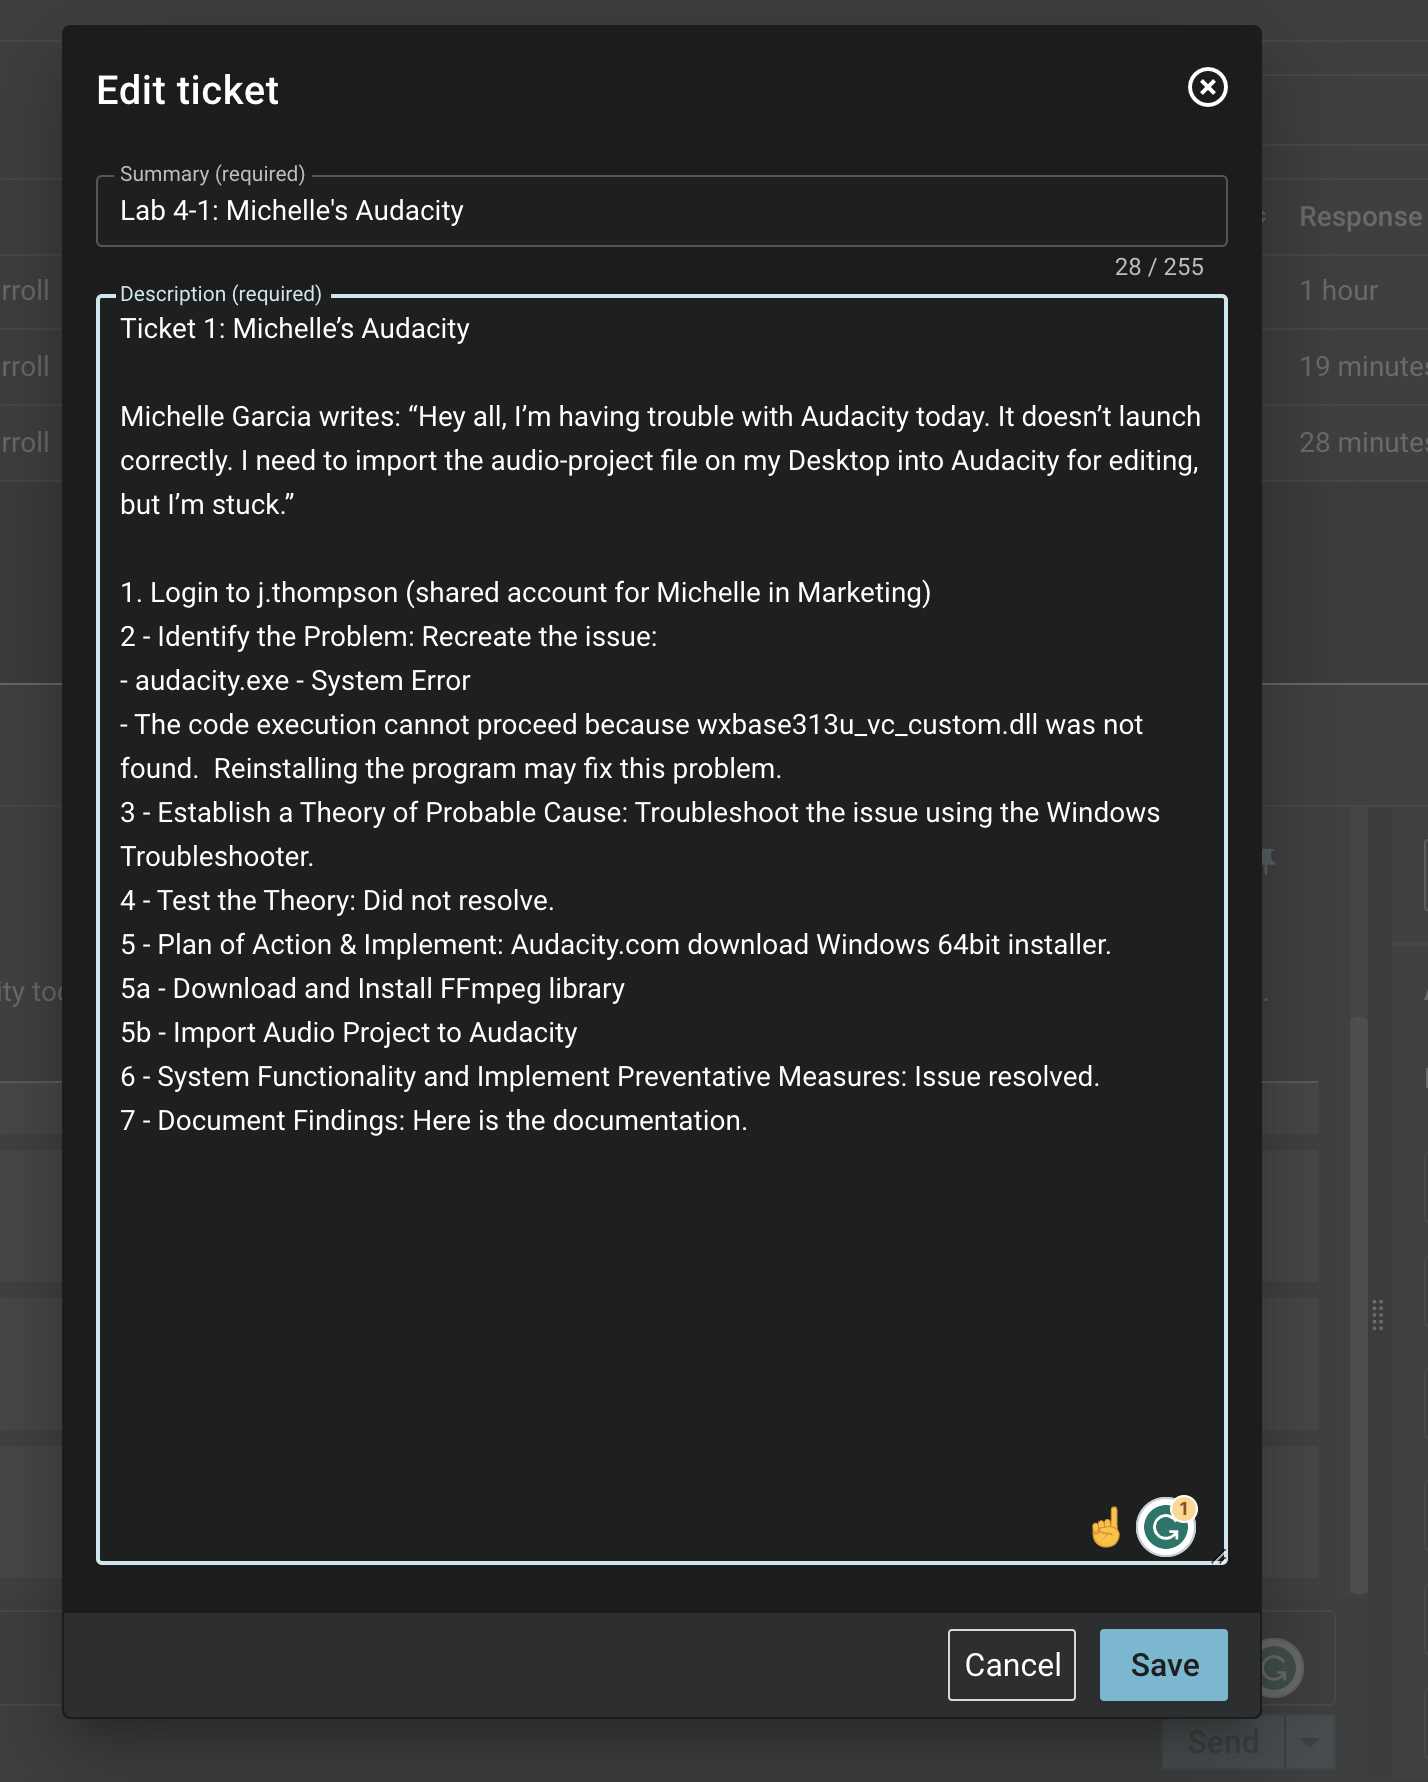 Edit ticket
Summary (required)
Lab 4-1: Michelle's Audacity
28 / 255
Response
rroll
1 hour
rroll
19 minutes
rroll
28 minutes
Description (required)
Ticket 1: Michelle’s Audacity
Michelle Garcia writes: “Hey all, I’m having trouble with Audacity today. It doesn’t launch
correctly. I need to import the audio-project file on my Desktop into Audacity for editing,
but I’m stuck.”
1. Login to j.thompson (shared account for Michelle in Marketing)
2 - Identify the Problem: Recreate the issue:
- audacity.exe - System Error
- The code execution cannot proceed because wxbase313u_vc_custom.dll was not
found.  Reinstalling the program may fix this problem.
3 - Establish a Theory of Probable Cause: Troubleshoot the issue using the Windows
Troubleshooter.
4 - Test the Theory: Did not resolve.
5 - Plan of Action & Implement: Audacity.com download Windows 64bit installer.
5a - Download and Install FFmpeg library
5b - Import Audio Project to Audacity
6 - System Functionality and Implement Preventative Measures: Issue resolved.
7 - Document Findings: Here is the documentation.
1
Cancel
Save
Send